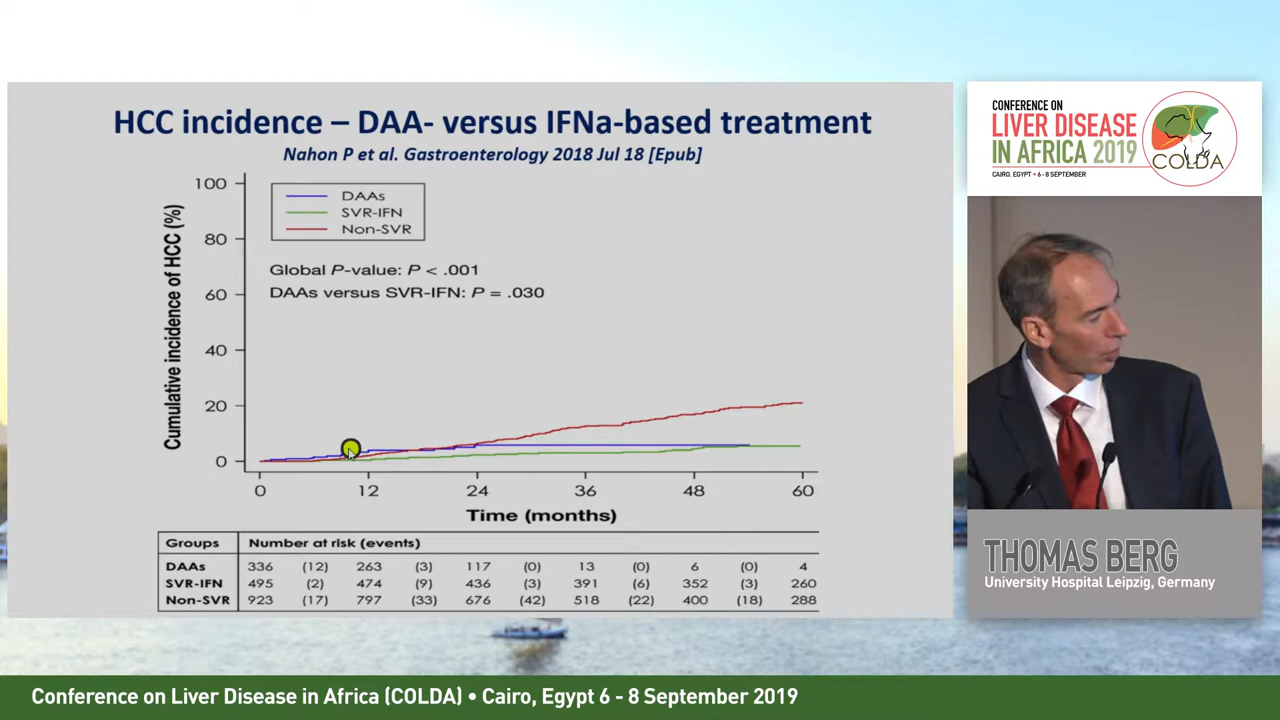 HCC incidence – DAA- versus IFNa-based treatment
Nahon P et al. Gastroenterology 2018 Jul 18 [Epub]
Cumulative incidence of HCC (%)
100
80
60
40
20
0
DAAs
SVR-IFN
Non-SVR
Global P-value: P < .001
DAAs versus SVR-IFN: P = .030
0 12 24 36 48 60
Time (months)
Groups Number at risk (events)
DAAs 336 (12) 263 (3) 117 (0) 13 (0) 6 (0) 4
SVR-IFN 495 (2) 474 (9) 436 (3) 391 (6) 352 (3) 260
Non-SVR 923 (17) 797 (33) 676 (42) 518 (22) 400 (18) 288
CONFERENCE ON
LIVER DISEASE
IN AFRICA 2019
CAIRO, EGYPT • 6 - 8 SEPTEMBER
COLDA
THOMAS BERG
University Hospital Leipzig, Germany
Conference on Liver Disease in Africa (COLDA) • Cairo, Egypt 6 - 8 September 2019